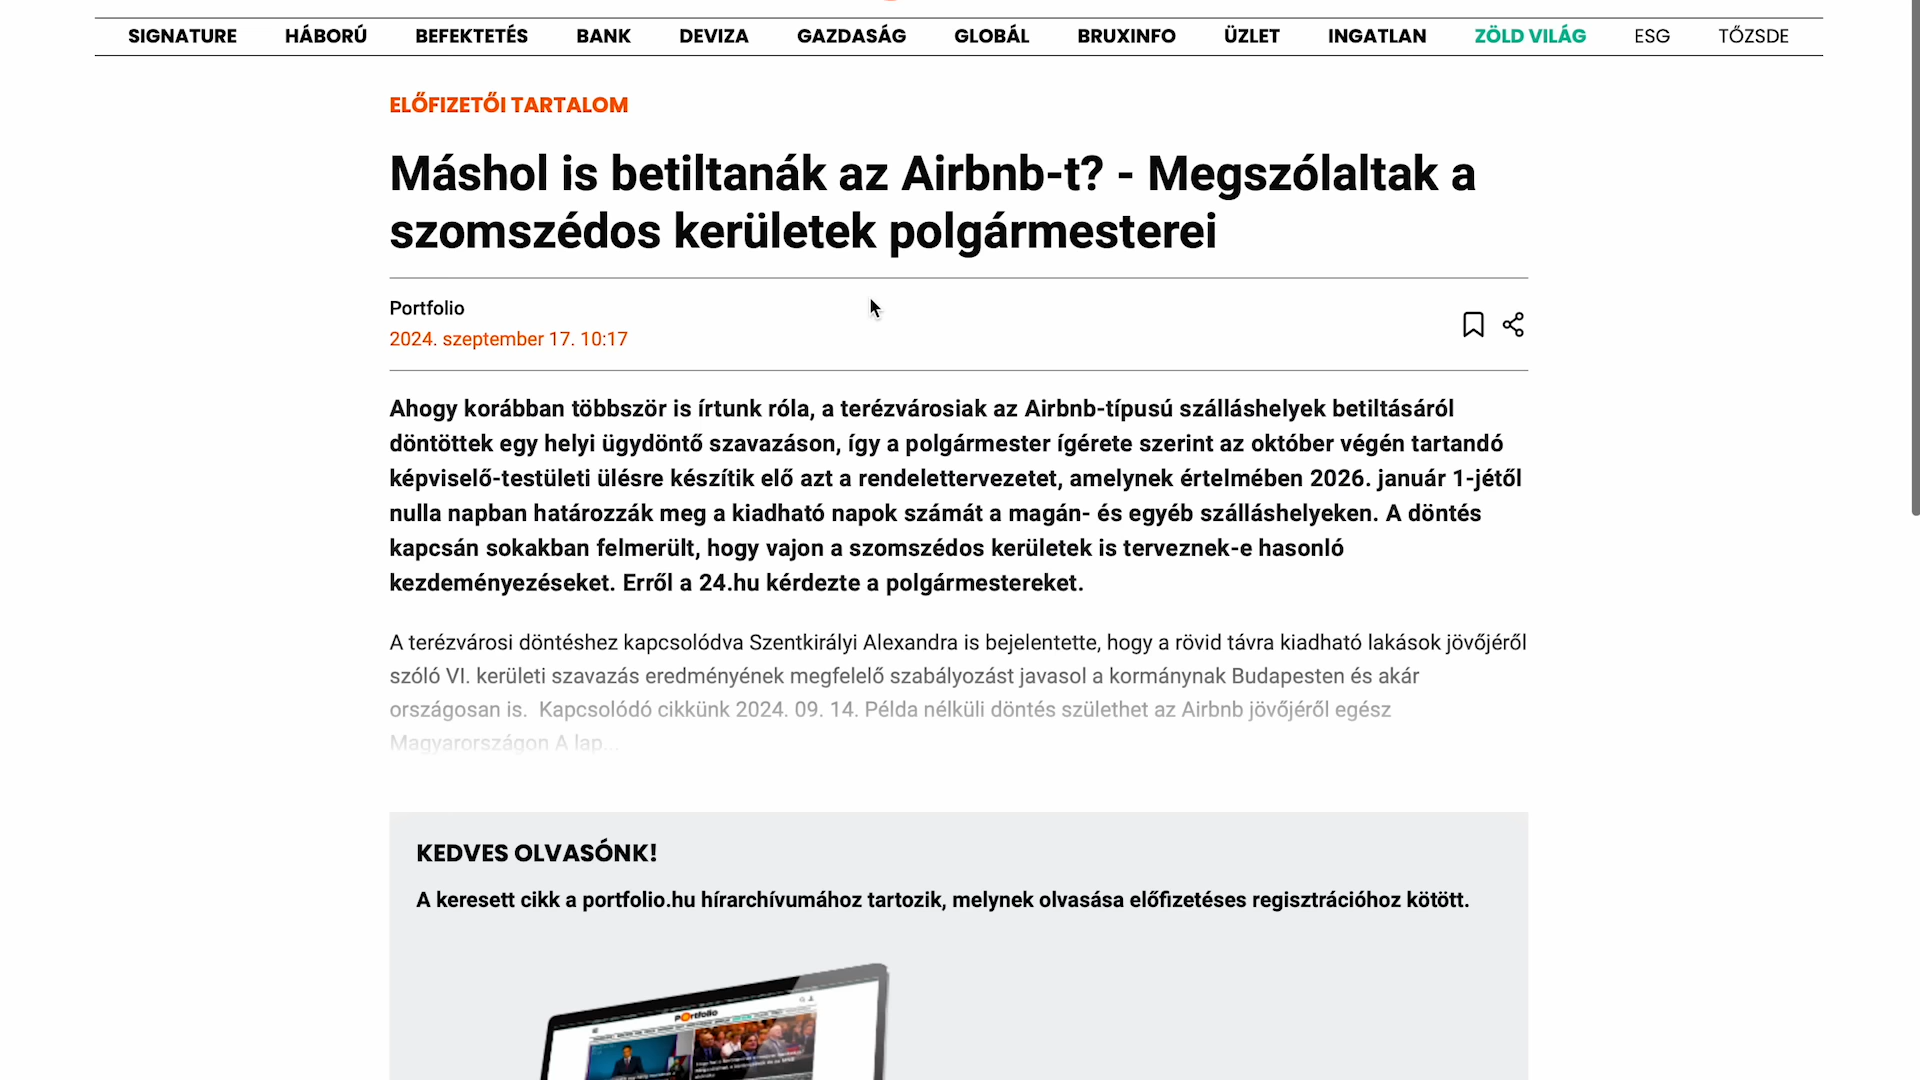 SIGNATURE HÁBORÚ BEFEKTETÉS BANK DEVIZA GAZDASÁG GLOBÁL BRUXINFO ÜZLET INGATLAN ZÖLD VILÁG ESG TŐZSDE
ELŐFIZETŐI TARTALOM
Máshol is betiltanák az Airbnb-t? - Megszólaltak a
szomszédos kerületek polgármesterei
Portfolio
2024. szeptember 17. 10:17
Ahogy korábban többször is írtunk róla, a terézvárosiak az Airbnb-típusú szálláshelyek betiltásáról
döntöttek egy helyi ügydöntő szavazáson, így a polgármester ígérete szerint az október végén tartandó
képviselő-testületi ülésre készítik elő azt a rendelettervezetet, amelynek értelmében 2026. január 1-jétől
nulla napban határozzák meg a kiadható napok számát a magán- és egyéb szálláshelyeken. A döntés
kapcsán sokakban felmerült, hogy vajon a szomszédos kerületek is terveznek-e hasonló
kezdeményezéseket. Erről a 24.hu kérdezte a polgármestereket.
A terézvárosi döntéshez kapcsolódva Szentkirályi Alexandra is bejelentette, hogy a rövid távra kiadható lakások jövőjéről
szóló VI. kerületi szavazás eredményének megfelelő szabályozást javasol a kormánynak Budapesten és akár
országosan is. Kapcsolódó cikkünk 2024. 09. 14. Példa nélküli döntés születhet az Airbnb jövőjéről egész
Magyarországon A lap...
KEDVES OLVASÓNK!
A keresett cikk a portfolio.hu hírarchívumához tartozik, melynek olvasása előfizetéses regisztrációhoz kötött.
Portfolio